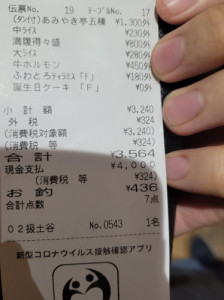 伝票No. 19 テーブルNo. 17
(タン付)あみやき亭五種 ¥1,300外
中ライス ¥230外
満腹得々盛 ¥800外
大ライス ¥280外
牛ホルモン ¥450外
ふわとろティラミス「F」 ¥180外
誕生日ケーキ「F」 ¥0外
小計額 ¥3,240
外税 ¥324
(消費税対象額 ¥3,240)
(消費税等 ¥324)
合計 ¥3,564
現金支払 ¥4,000
(消費税等 ¥324)
お釣 ¥436
合計点数 7点
02扱土谷 No.0543 1名
新型コロナウイルス接触確認アプリ